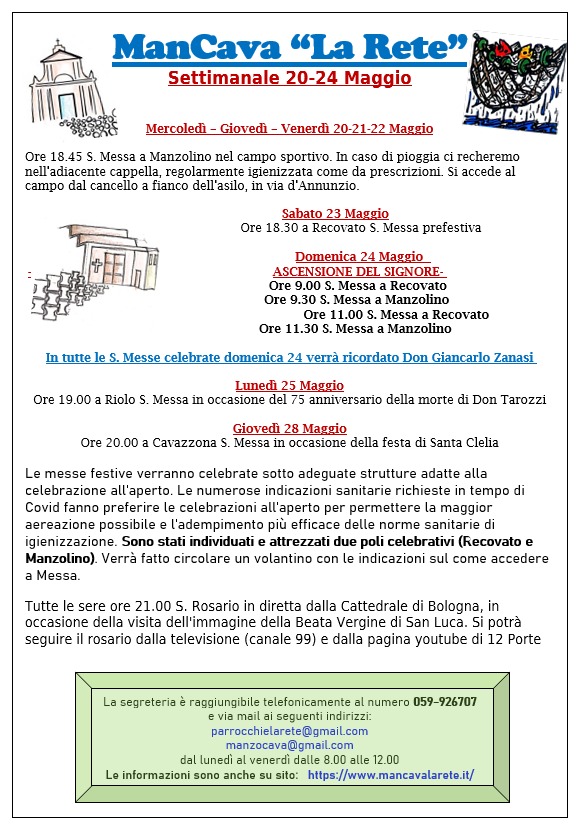 ManCava “La Rete”
Settimanale 20-24 Maggio
Mercoledì – Giovedì – Venerdì 20-21-22 Maggio
Ore 18.45 S. Messa a Manzolino nel campo sportivo. In caso di pioggia ci recheremo
nell'adiacente cappella, regolarmente igienizzata come da prescrizioni. Si accede al
campo dal cancello a fianco dell'asilo, in via d'Annunzio.
Sabato 23 Maggio
Ore 18.30 a Recovato S. Messa prefestiva
Domenica 24 Maggio
- ASCENSIONE DEL SIGNORE-
Ore 9.00 S. Messa a Recovato
Ore 9.30 S. Messa a Manzolino
Ore 11.00 S. Messa a Recovato
Ore 11.30 S. Messa a Manzolino
In tutte le S. Messe celebrate domenica 24 verrà ricordato Don Giancarlo Zanasi
Lunedì 25 Maggio
Ore 19.00 a Riolo S. Messa in occasione del 75 anniversario della morte di Don Tarozzi
Giovedì 28 Maggio
Ore 20.00 a Cavazzona S. Messa in occasione della festa di Santa Clelia
Le messe festive verranno celebrate sotto adeguate strutture adatte alla
celebrazione all'aperto. Le numerose indicazioni sanitarie richieste in tempo di
Covid fanno preferire le celebrazioni all'aperto per permettere la maggior
aereazione possibile e l'adempimento più efficace delle norme sanitarie di
igienizzazione. Sono stati individuati e attrezzati due poli celebrativi (Recovato e
Manzolino). Verrà fatto circolare un volantino con le indicazioni sul come accedere
a Messa.
Tutte le sere ore 21.00 S. Rosario in diretta dalla Cattedrale di Bologna, in
occasione della visita dell'immagine della Beata Vergine di San Luca. Si potrà
seguire il rosario dalla televisione (canale 99) e dalla pagina youtube di 12 Porte
La segreteria è raggiungibile telefonicamente al numero 059-926707
e via mail ai seguenti indirizzi:
parrocchielarete@gmail.com
manzocava@gmail.com
dal lunedì al venerdì dalle 8.00 alle 12.00
Le informazioni sono anche su sito: https://www.mancavalarete.it/